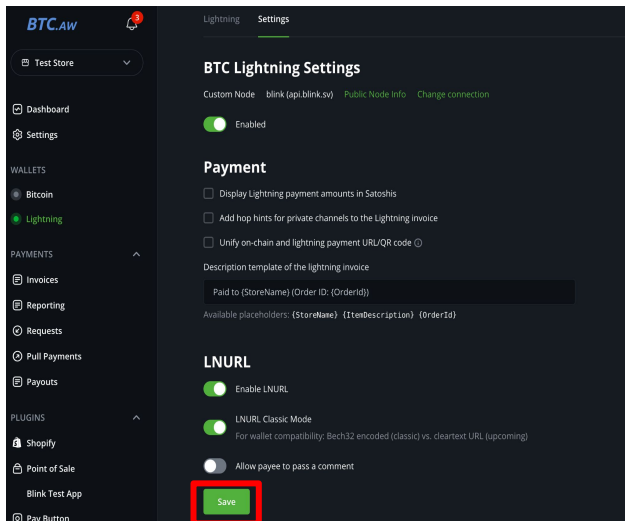 BTC.AW
3
Test Store
Dashboard
Settings
WALLETS
Bitcoin
Lightning
PAYMENTS
Invoices
Reporting
Requests
Pull Payments
Payouts
PLUGINS
Shopify
Point of Sale
Blink Test App
Pay Button
Lightning Settings
BTC Lightning Settings
Custom Node blink (api.blink.sv) Public Node Info Change connection
Enabled
Payment
Display Lightning payment amounts in Satoshis
Add hop hints for private channels to the Lightning invoice
Unify on-chain and lightning payment URL/QR code
Description template of the lightning invoice
Paid to {StoreName} (Order ID: {OrderId})
Available placeholders: {StoreName} {ItemDescription} {OrderId}
LNURL
Enable LNURL
LNURL Classic Mode
For wallet compatibility: Bech32 encoded (classic) vs. cleartext URL (upcoming)
Allow payee to pass a comment
Save